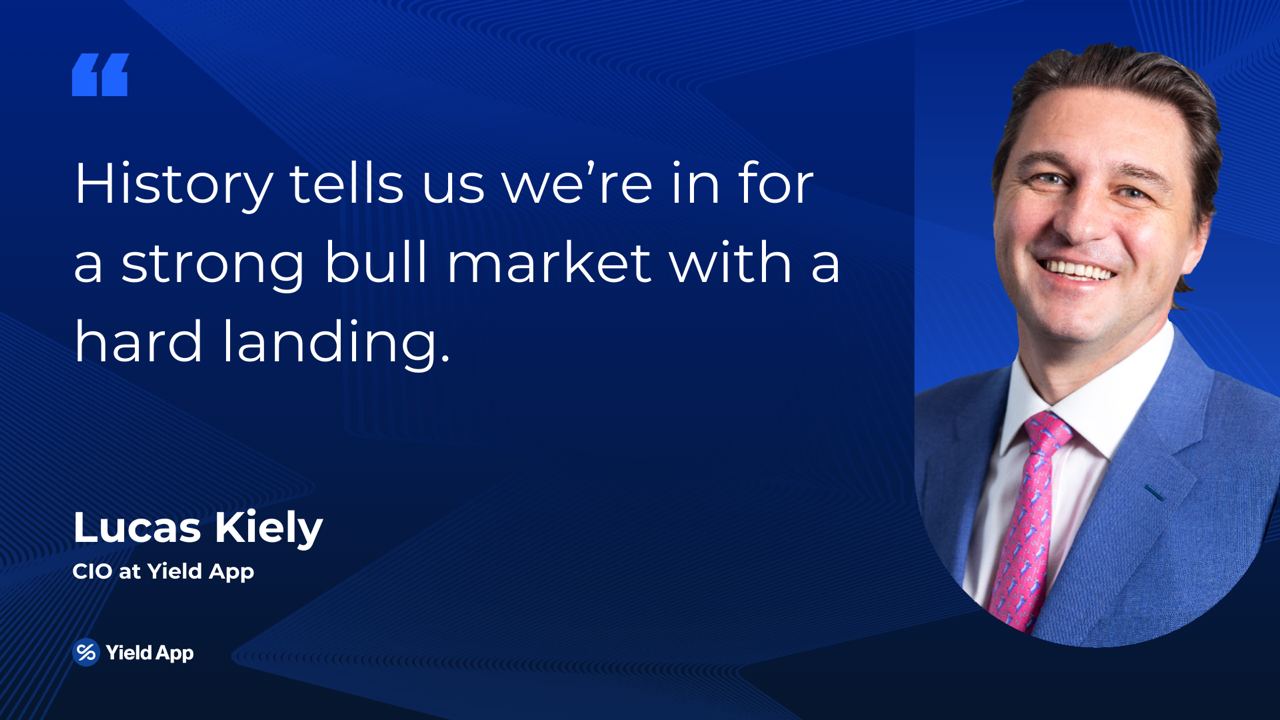 “
History tells us we’re in for
a strong bull market with a
hard landing.
Lucas Kiely
CIO at Yield App
Yield App